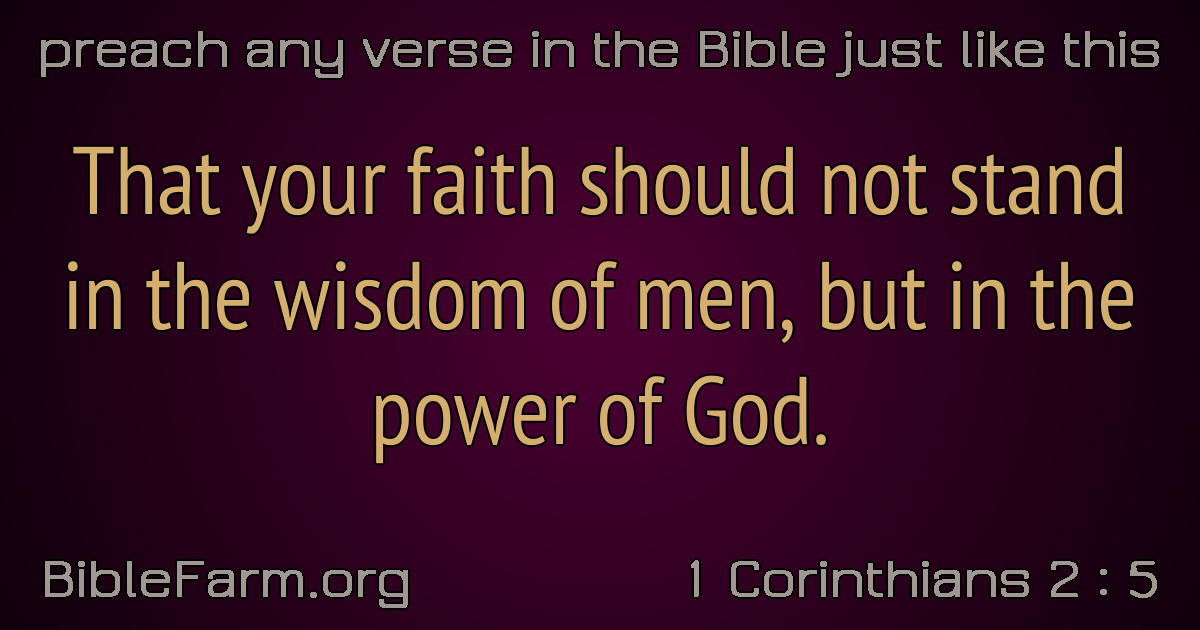 preach any verse in the Bible just like this
That your faith should not stand
in the wisdom of men, but in the
power of God.
BibleFarm.org
1 Corinthians 2 : 5